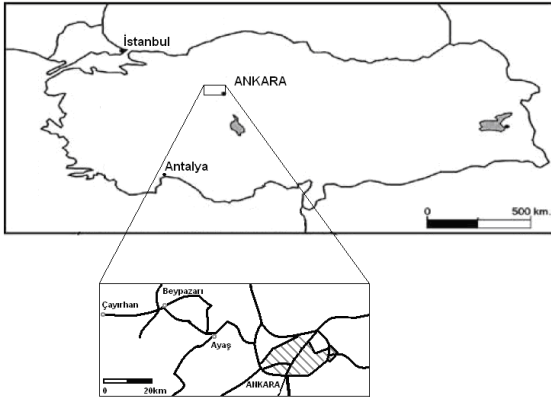 İstanbul
ANKARA
Antalya
0 500 km.
Beypazarı
Çayırhan
Ayaş
ANKARA
0 20km